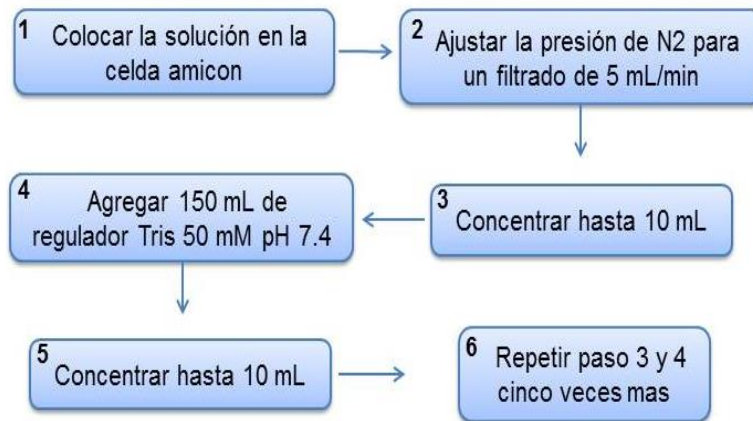 1 Colocar la solución en la
celda amicon
2 Ajustar la presión de N2 para
un filtrado de 5 mL/min
3 Concentrar hasta 10 mL
4 Agregar 150 mL de
regulador Tris 50 mM pH 7.4
5 Concentrar hasta 10 mL
6 Repetir paso 3 y 4
cinco veces mas